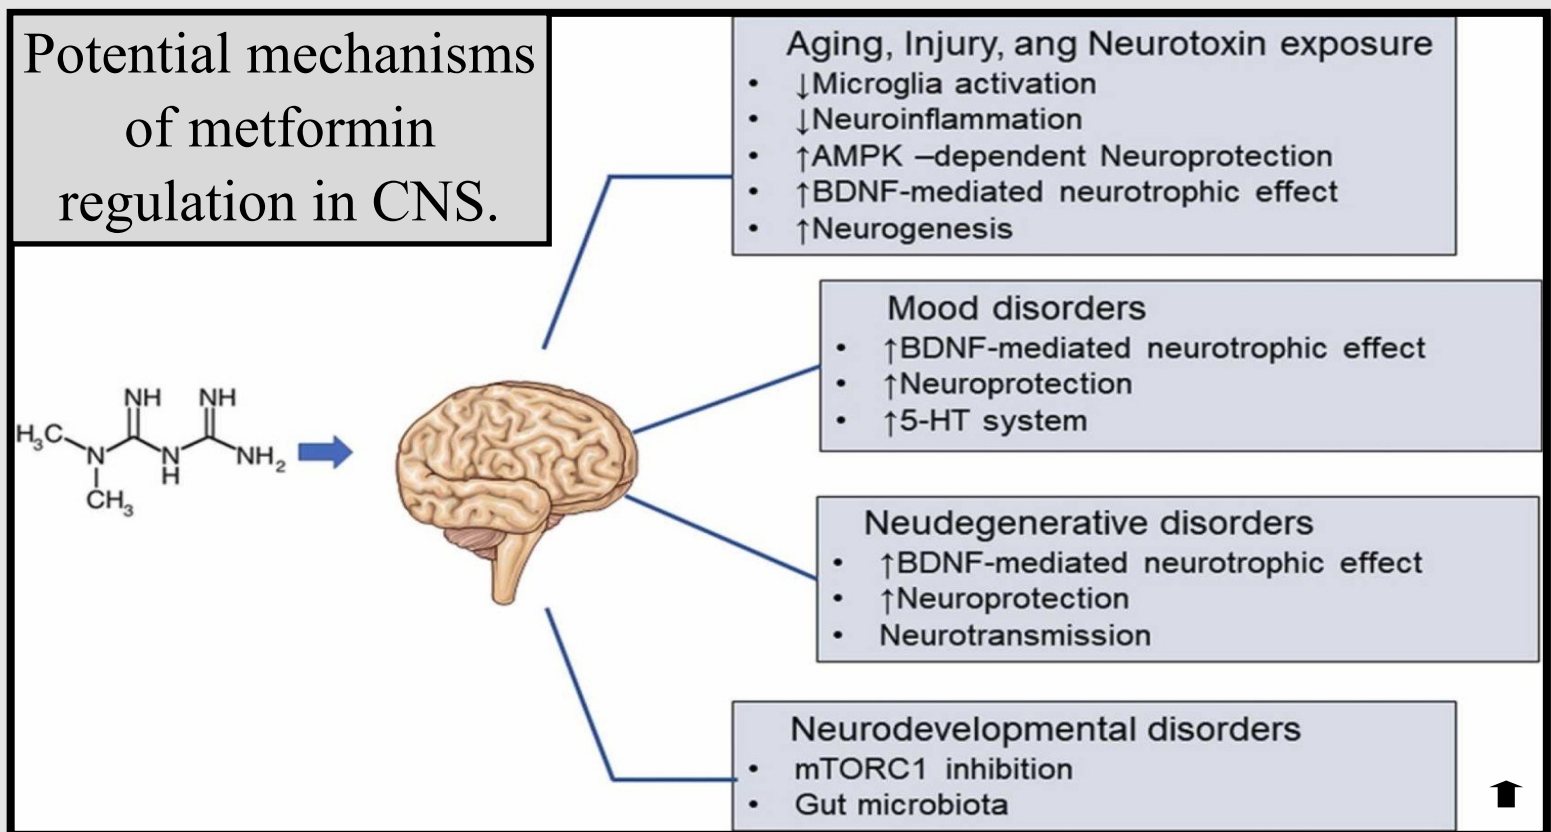 Potential mechanisms
of metformin
regulation in CNS.
Aging, Injury, ang Neurotoxin exposure
• ↓Microglia activation
• ↓Neuroinflammation
• ↑AMPK –dependent Neuroprotection
• ↑BDNF-mediated neurotrophic effect
• ↑Neurogenesis
Mood disorders
• ↑BDNF-mediated neurotrophic effect
• ↑Neuroprotection
• ↑5-HT system
NH NH
H₃C
N N NH₂
H
CH₃
Neudegenerative disorders
• ↑BDNF-mediated neurotrophic effect
• ↑Neuroprotection
• Neurotransmission
Neurodevelopmental disorders
• mTORC1 inhibition
• Gut microbiota